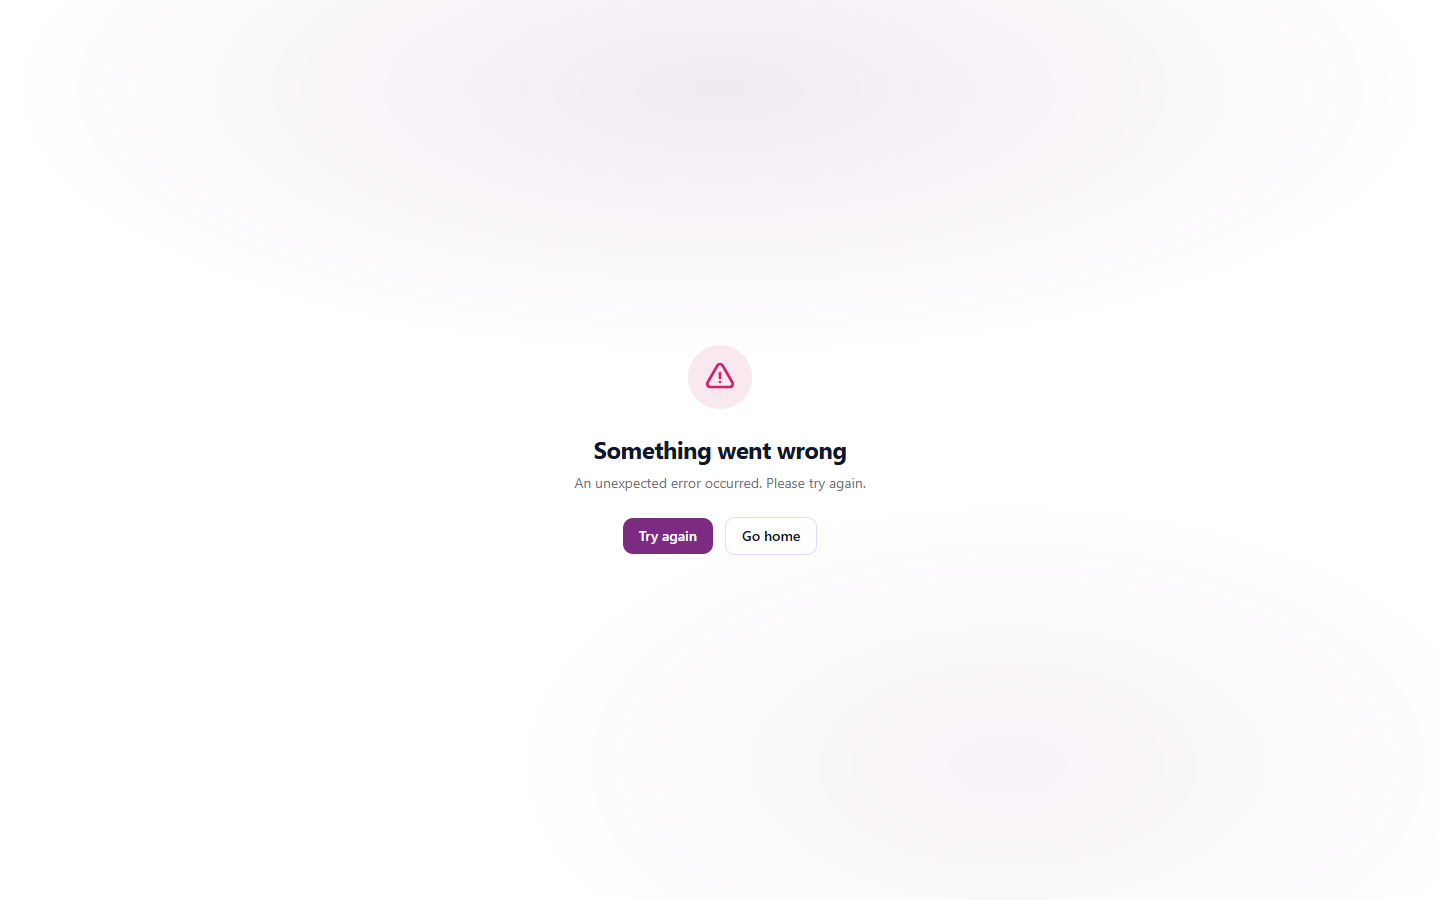 Something went wrong
An unexpected error occurred. Please try again.
Try again
Go home